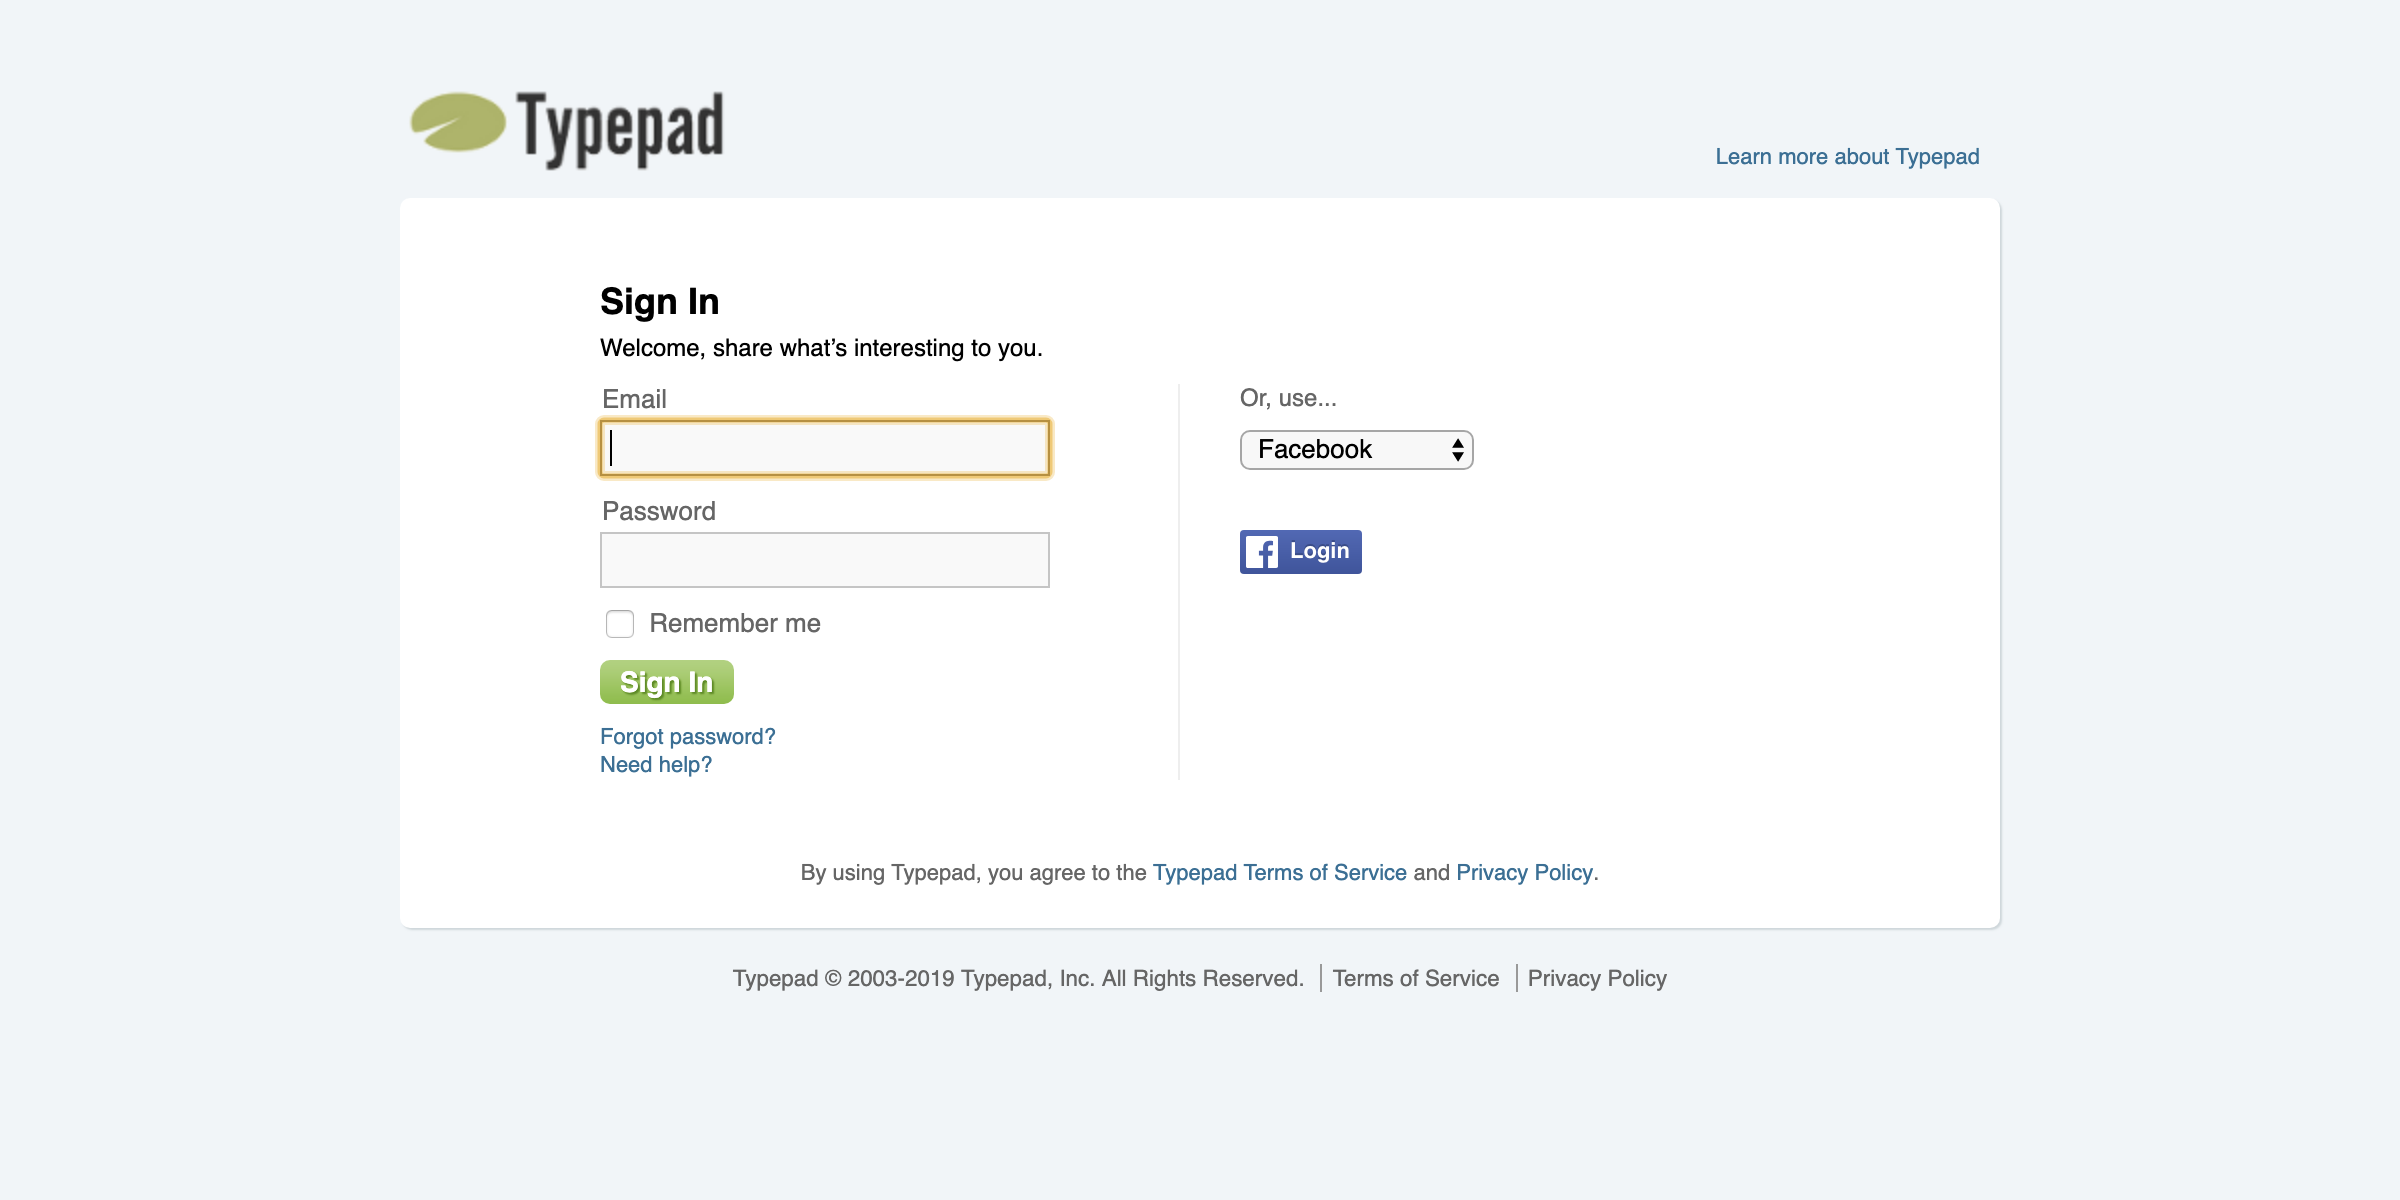 Typepad
Learn more about Typepad
Sign In
Welcome, share what’s interesting to you.
Email
Password
Remember me
Sign In
Forgot password?
Need help?
Or, use...
Facebook
Login
By using Typepad, you agree to the Typepad Terms of Service and Privacy Policy.
Typepad © 2003-2019 Typepad, Inc. All Rights Reserved. Terms of Service Privacy Policy